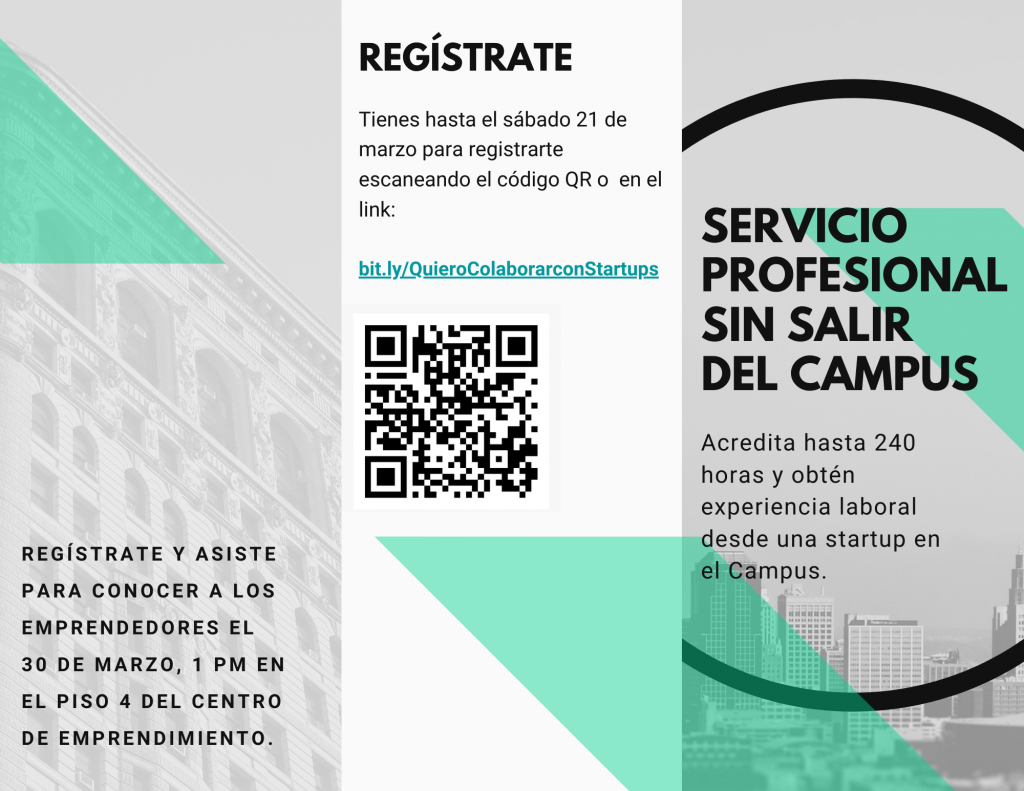 REGÍSTRATE Y ASISTE
PARA CONOCER A LOS
EMPRENDEDORES EL
30 DE MARZO, 1 PM EN
EL PISO 4 DEL CENTRO
DE EMPRENDIMIENTO.
REGÍSTRATE
Tienes hasta el sábado 21 de
marzo para registrarte
escaneando el código QR o en el
link:
bit.ly/QuieroColaborarconStartups
SERVICIO
PROFESIONAL
SIN SALIR
DEL CAMPUS
Acredita hasta 240
horas y obtén
experiencia laboral
desde una startup en
el Campus.